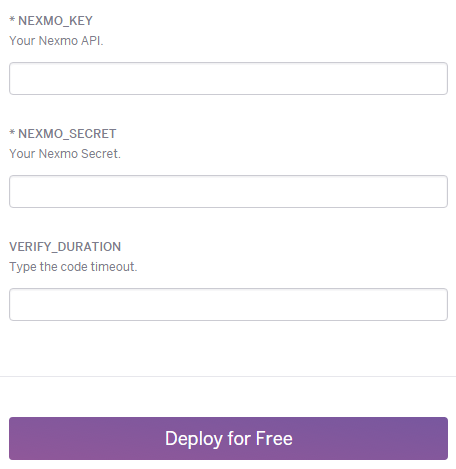 * NEXMO_KEY
Your Nexmo API.
* NEXMO_SECRET
Your Nexmo Secret.
VERIFY_DURATION
Type the code timeout.
Deploy for Free